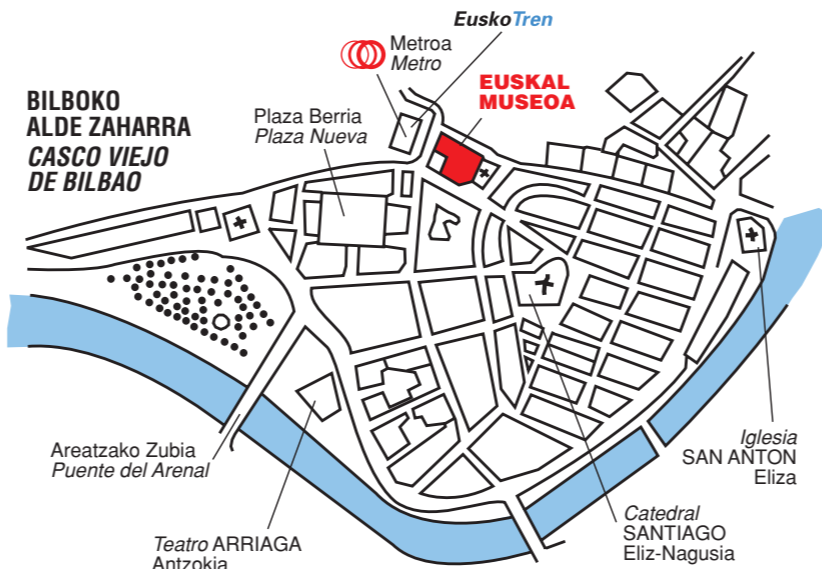 EuskoTren
Metroa
Metro
EUSKAL
MUSEOA
BILBOKO
ALDE ZAHARRA
CASCO VIEJO
DE BILBAO
Plaza Berria
Plaza Nueva
Areatzako Zubia
Puente del Arenal
Teatro ARRIAGA
Antzokia
Catedral
SANTIAGO
Eliz-Nagusia
Iglesia
SAN ANTON
Eliza